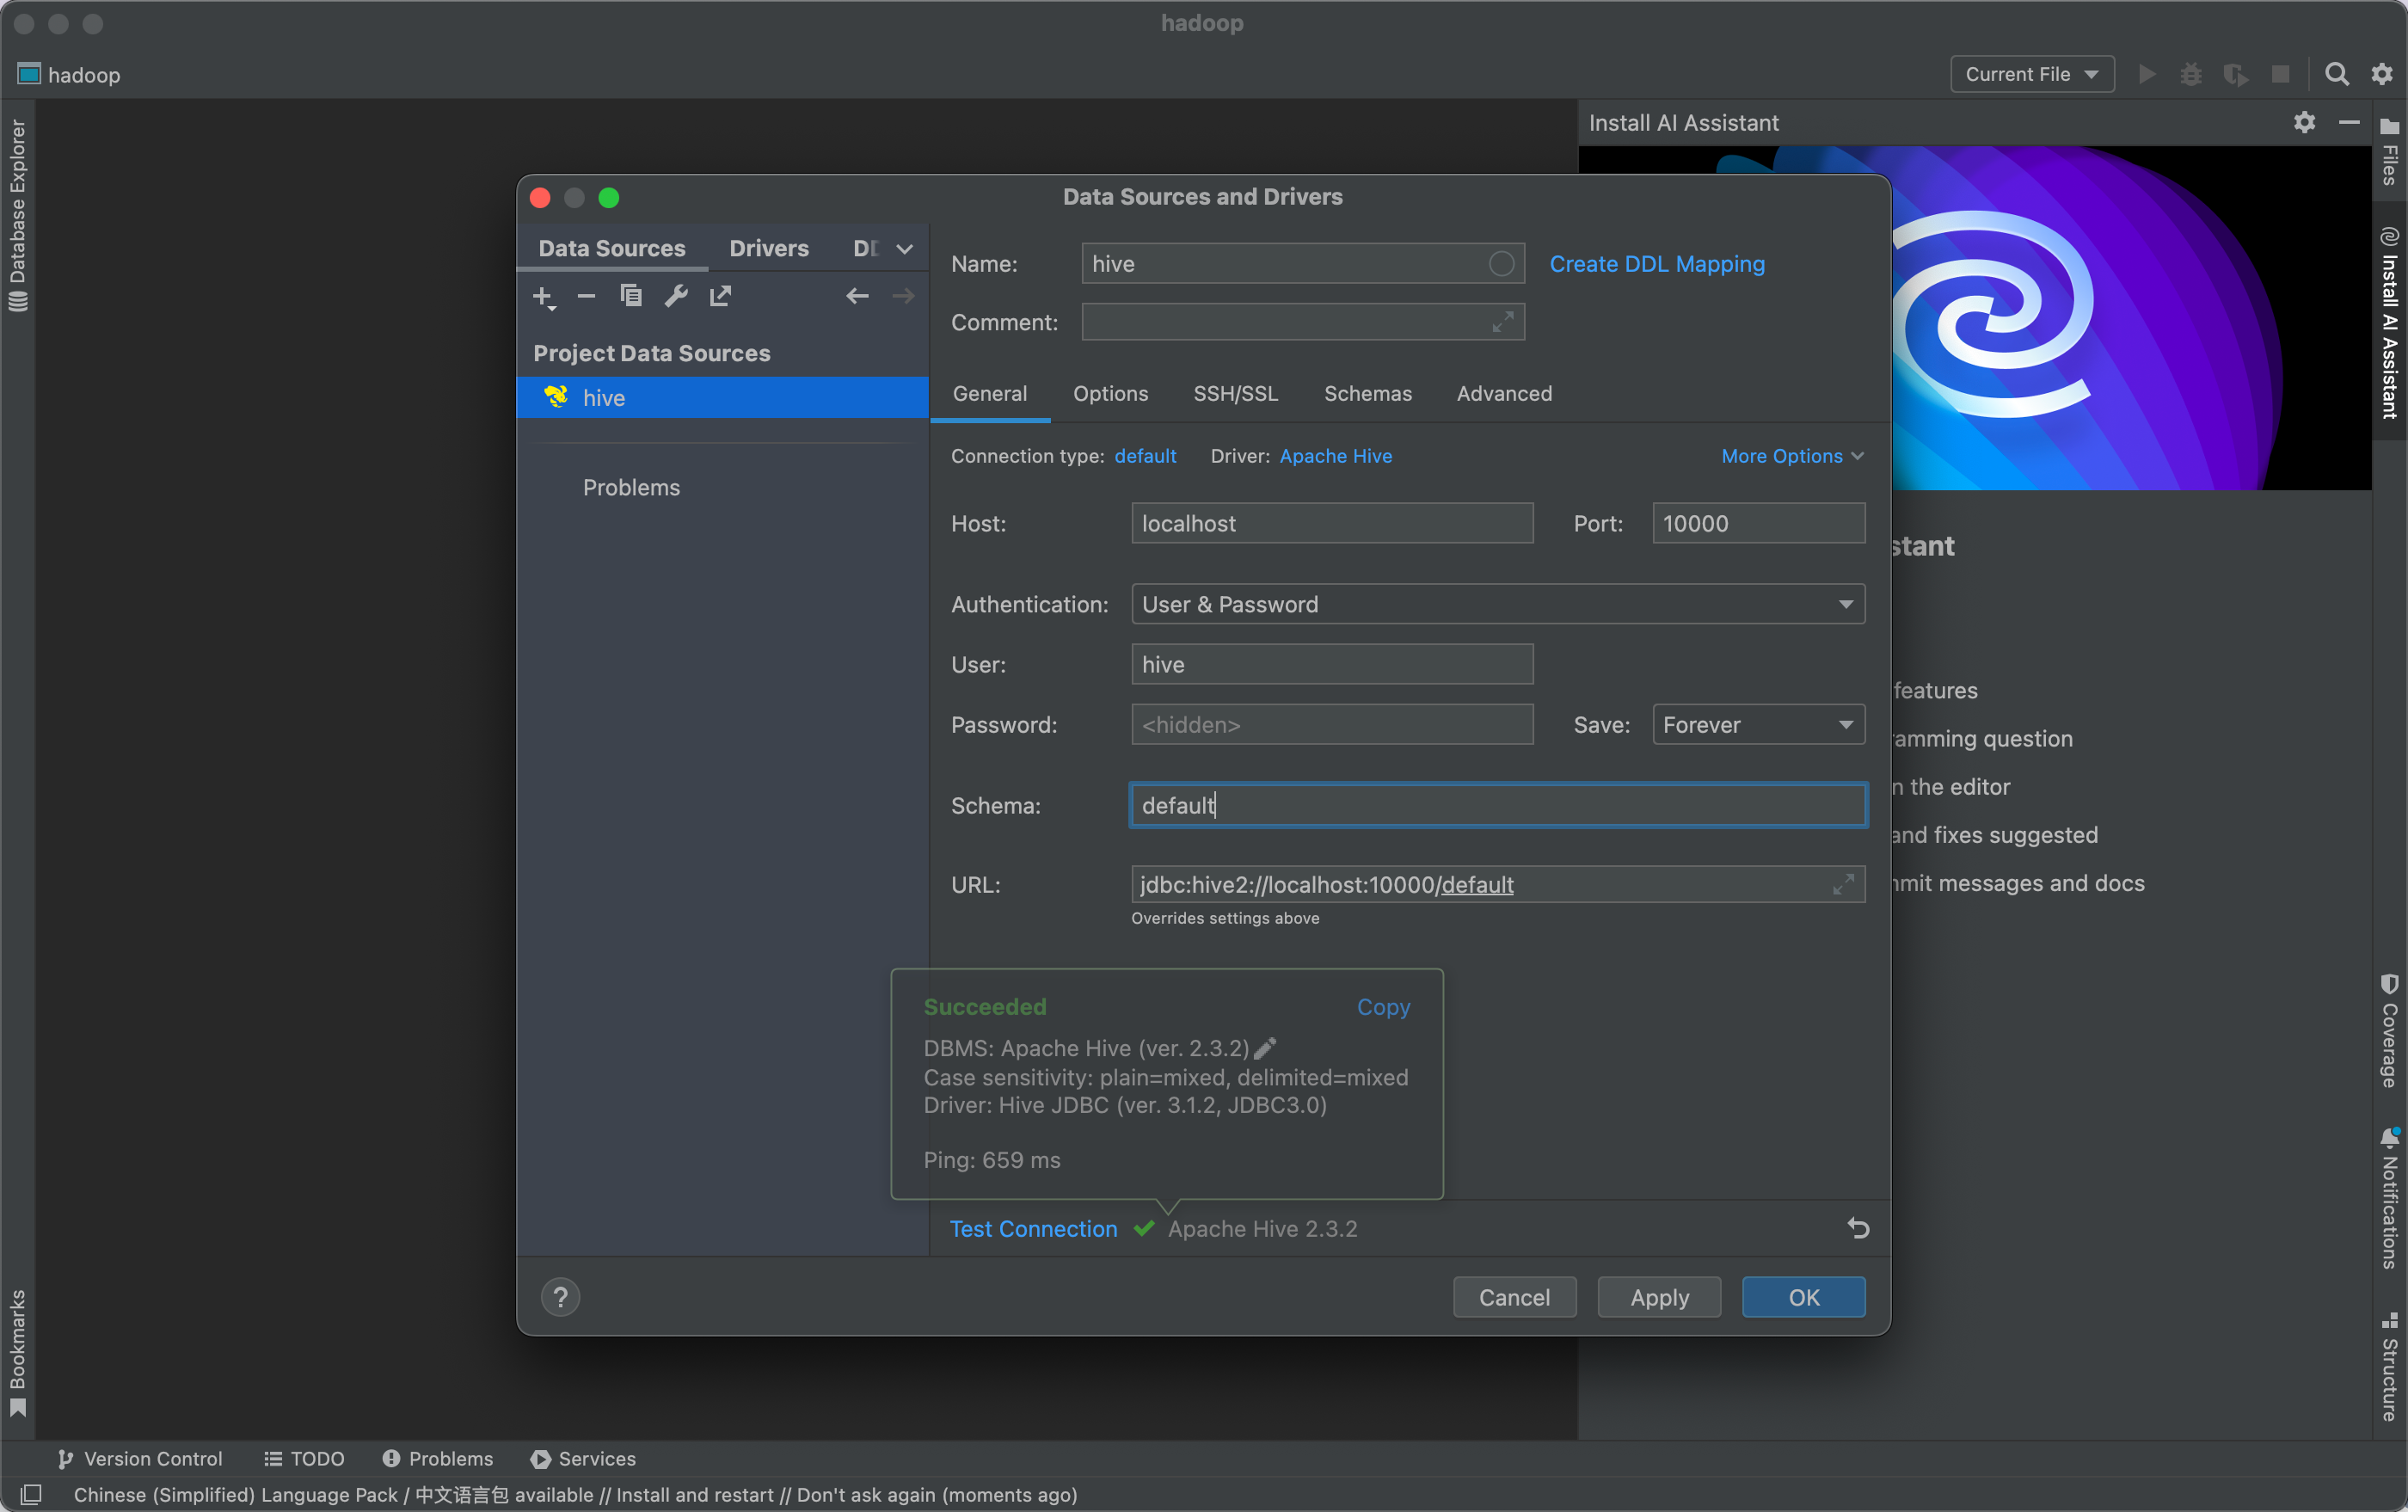 hadoop
hadoop
Current File
Database Explorer
Install AI Assistant
Files
Data Sources and Drivers
Data Sources Drivers
Name: hive Create DDL Mapping
Comment:
Project Data Sources
hive
Problems
General Options SSH/SSL Schemas Advanced
Connection type: default Driver: Apache Hive More Options
Host: localhost Port: 10000
Authentication: User & Password
User: hive
Password: <hidden> Save: Forever
Schema: default
URL: jdbc:hive2://localhost:10000/default
Overrides settings above
Succeeded Copy
DBMS: Apache Hive (ver. 2.3.2)
Case sensitivity: plain=mixed, delimited=mixed
Driver: Hive JDBC (ver. 3.1.2, JDBC3.0)
Ping: 659 ms
Test Connection Apache Hive 2.3.2
? Cancel Apply OK
stant
features
ramming question
n the editor
and fixes suggested
mit messages and docs
Install AI Assistant
Coverage
Notifications
Structure
Bookmarks
Version Control TODO Problems Services
Chinese (Simplified) Language Pack / 中文语言包 available // Install and restart // Don't ask again (moments ago)